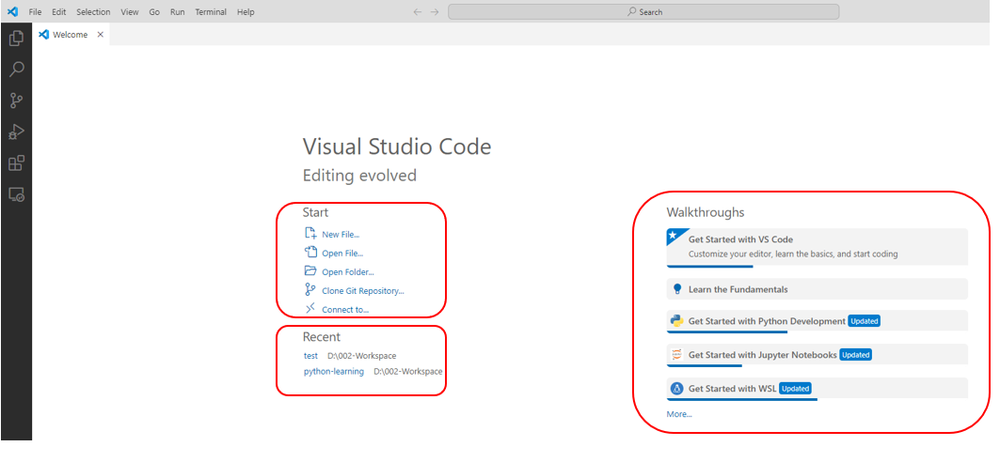 File Edit Selection View Go Run Terminal Help
Search
Welcome
Visual Studio Code
Editing evolved
Start
New File...
Open File...
Open Folder...
Clone Git Repository...
Connect to...
Recent
test D:\002-Workspace
python-learning D:\002-Workspace
Walkthroughs
Get Started with VS Code
Customize your editor, learn the basics, and start coding
Learn the Fundamentals
Get Started with Python Development Updated
Get Started with Jupyter Notebooks Updated
Get Started with WSL Updated
More...